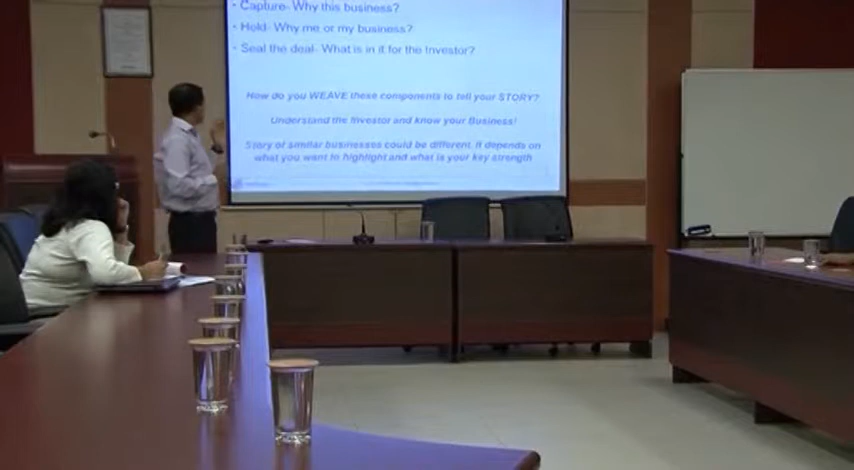 • Capture- Why this business?
• Hold- Why me or my business?
• Seal the deal- What is in it for the Investor?
How do you WEAVE these components to tell your STORY?
Understand the Investor and know your Business!
Story of similar businesses could be different. It depends on
what you want to highlight and what is your key strength